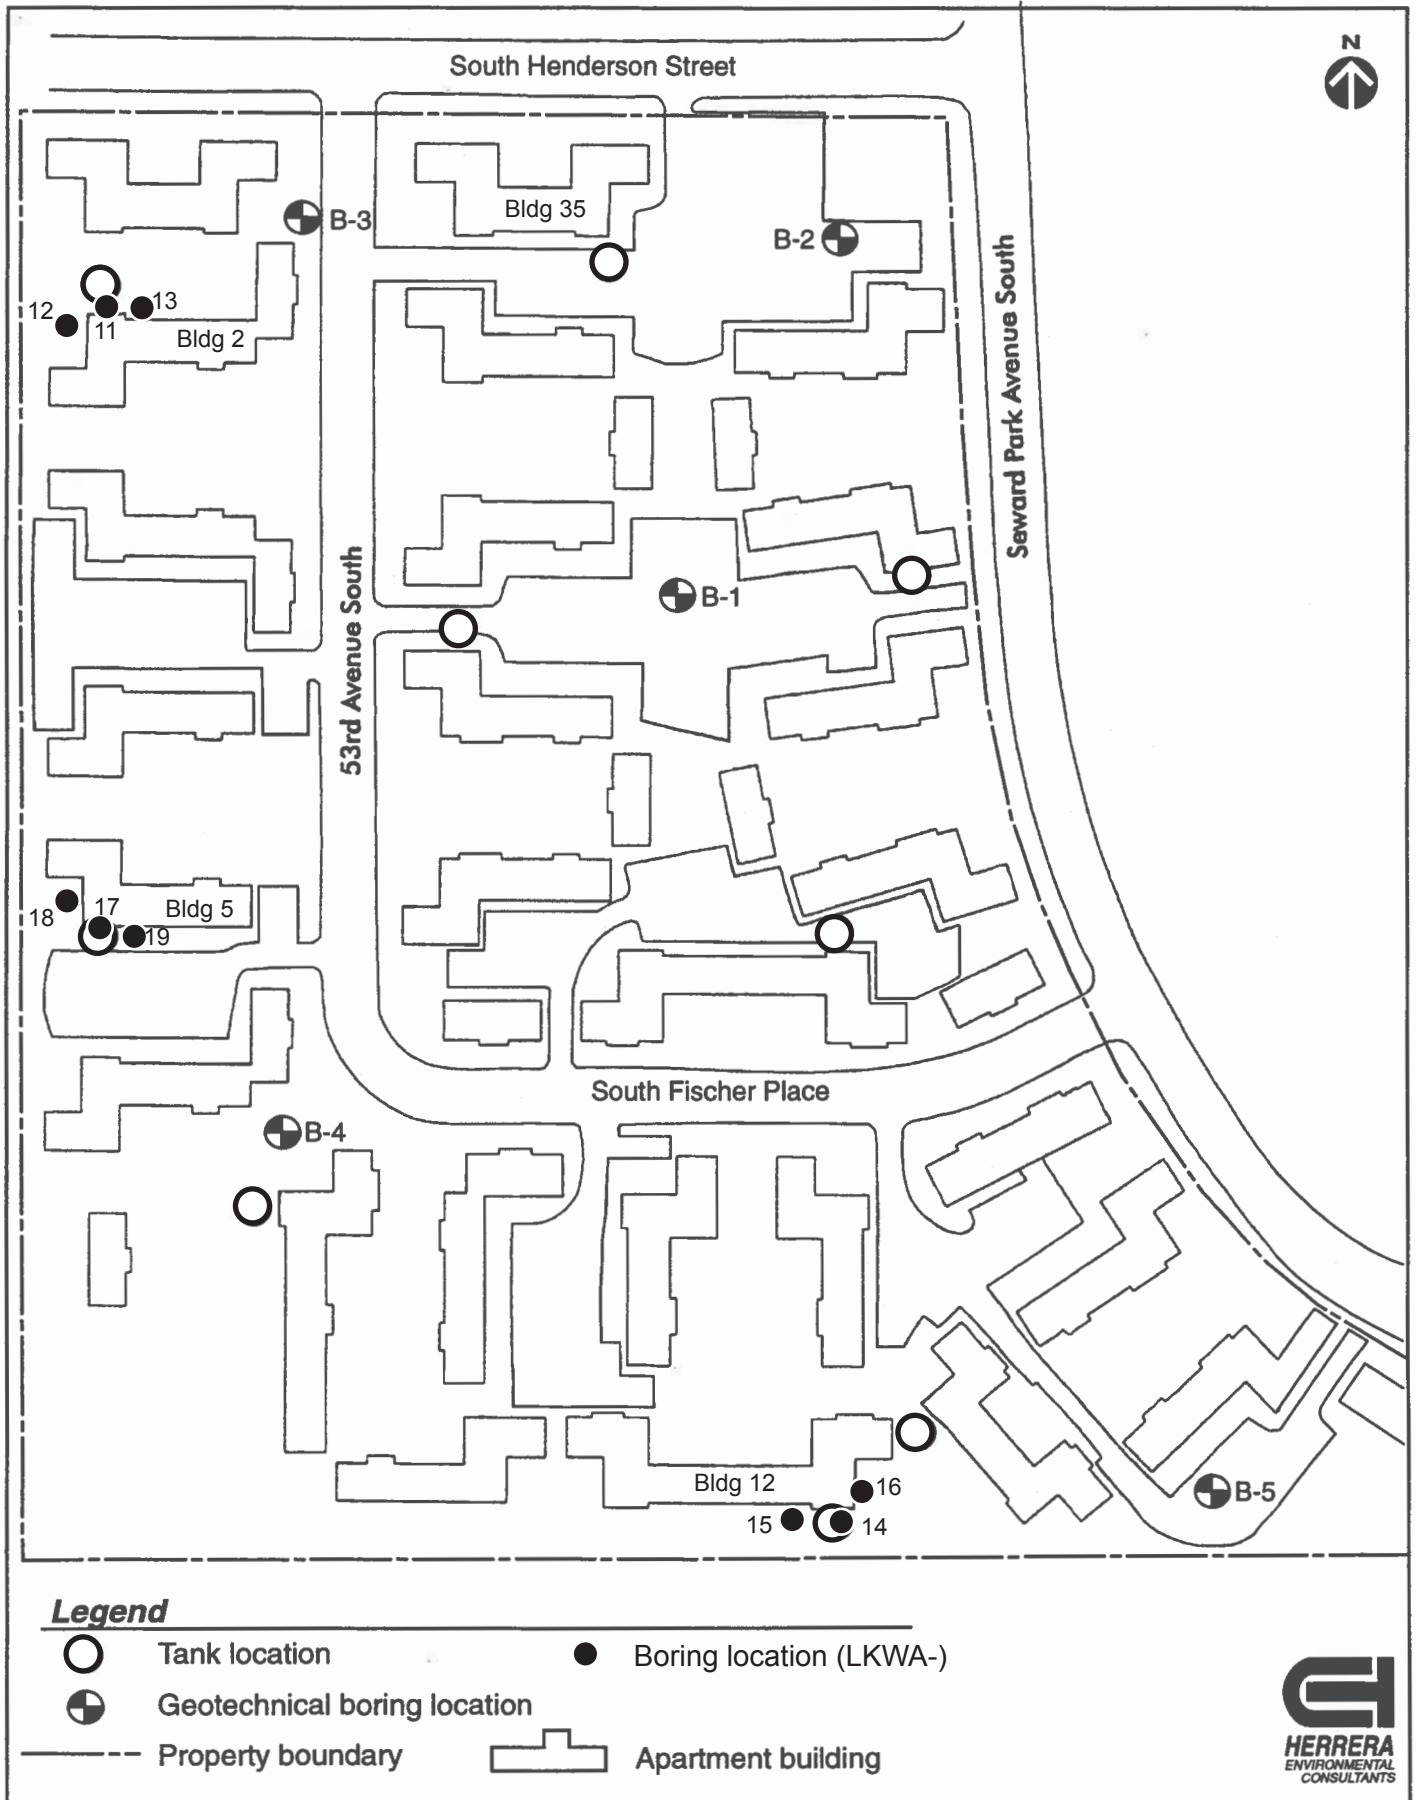 South Henderson Street
N
Bldg 35
B-3
B-2
12
11
13
Bldg 2
Seward Park Avenue South
53rd Avenue South
B-1
18
17
Bldg 5
19
South Fischer Place
B-4
Bldg 12
16
15
14
B-5
Legend
Tank location
Boring location (LKWA-)
Geotechnical boring location
Property boundary
Apartment building
HERRERA
ENVIRONMENTAL
CONSULTANTS